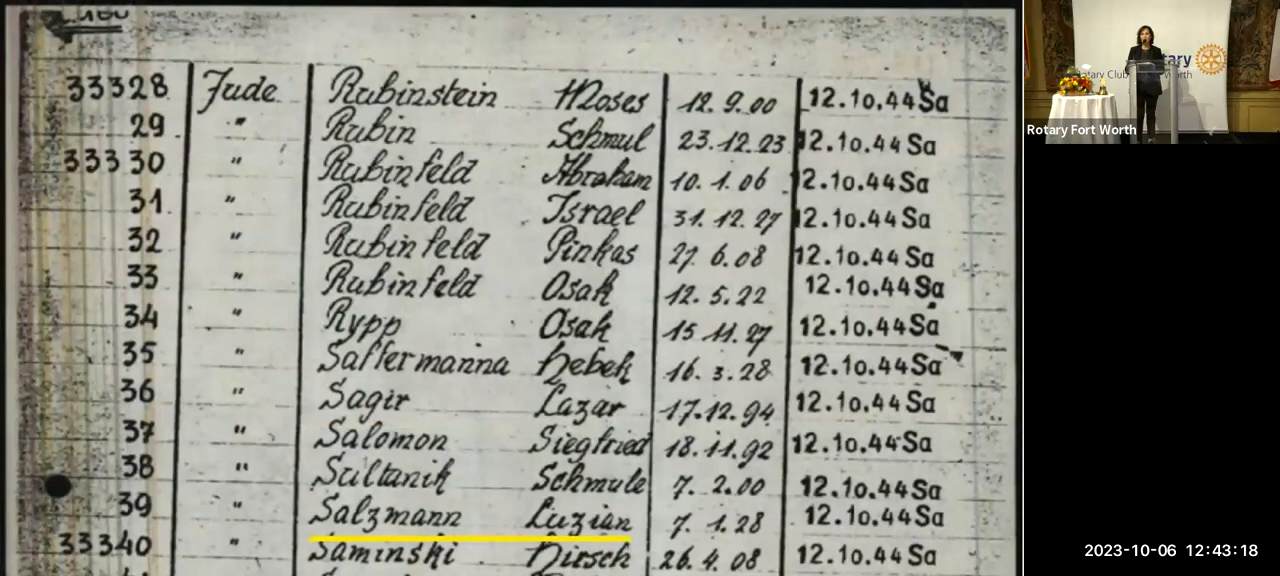 33328 Jude Rubinstein Moses 12.9.00 12.10.44 Sa
29 " Rubin Schmul 23.12.23 12.10.44 Sa
33330 " Rubinfeld Abraham 10.1.06 12.10.44 Sa
31 " Rubinfeld Israel 31.12.27 12.10.44 Sa
32 " Rubinfeld Pinkas 27.6.08 12.10.44 Sa
33 " Rubinfeld Osak 12.5.22 12.10.44 Sa
34 " Rypp Osak 15.11.27 12.10.44 Sa
35 " Saffermanna Hebek 16.3.28 12.10.44 Sa
36 " Sagir Lazar 17.12.94 12.10.44 Sa
37 " Salomon Siegfried 18.11.92 12.10.44 Sa
38 " Sultanik Schmule 7.2.00 12.10.44 Sa
39 " Salzmann Luzian 7.1.28 12.10.44 Sa
33340 " Saminski Hirsch 26.4.08 12.10.44 Sa
Rotary Fort Worth
2023-10-06 12:43:18